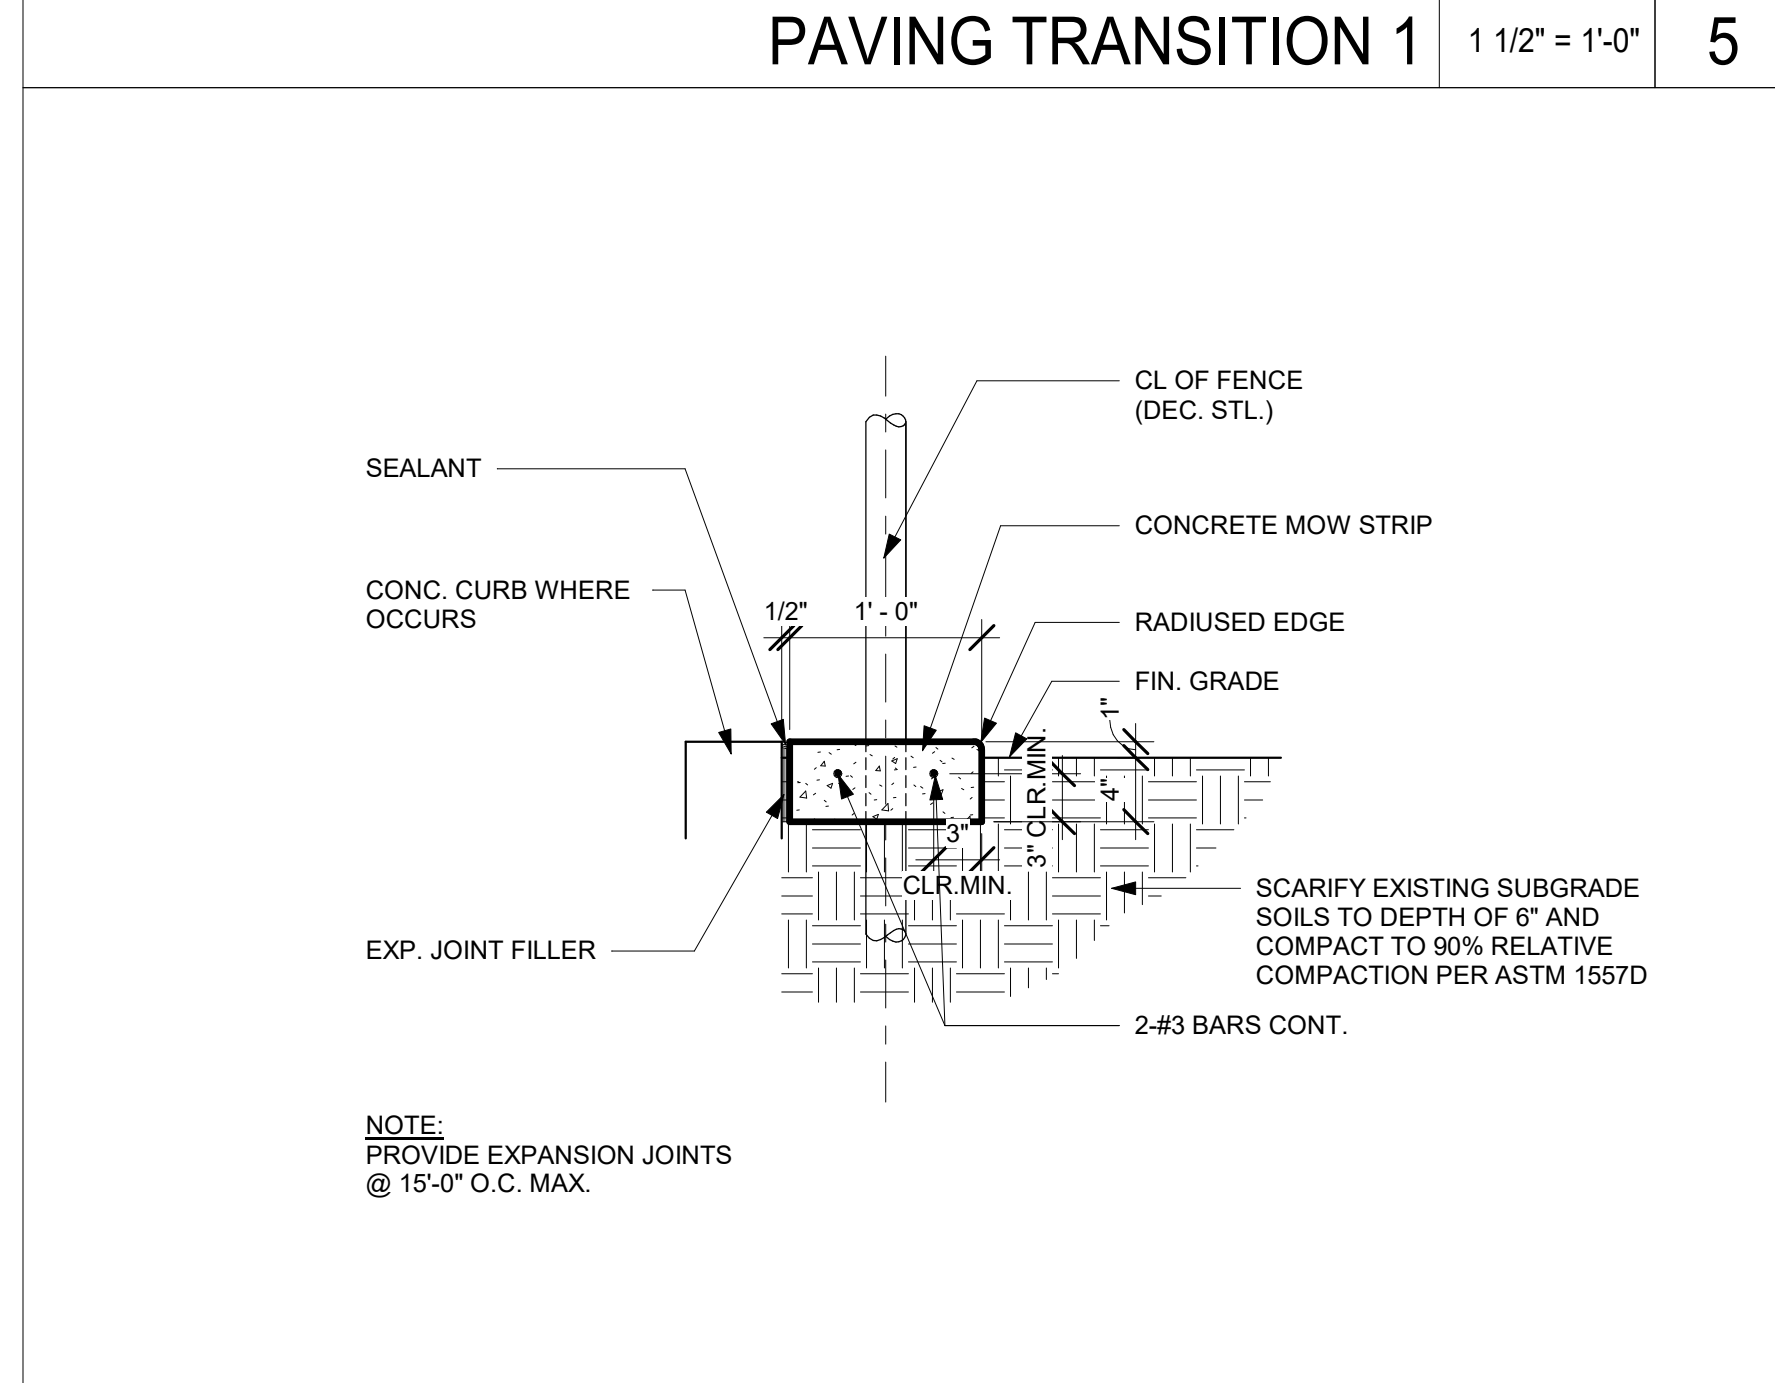 PAVING TRANSITION 1
1 1/2" = 1'-0"
5
CL OF FENCE
(DEC. STL.)
SEALANT
CONCRETE MOW STRIP
CONC. CURB WHERE
OCCURS
1/2"
1' - 0"
RADIUSED EDGE
FIN. GRADE
1"
4"
3" CLR.MIN.
3"
CLR.MIN.
SCARIFY EXISTING SUBGRADE
SOILS TO DEPTH OF 6" AND
COMPACT TO 90% RELATIVE
COMPACTION PER ASTM 1557D
EXP. JOINT FILLER
2-#3 BARS CONT.
NOTE:
PROVIDE EXPANSION JOINTS
@ 15'-0" O.C. MAX.